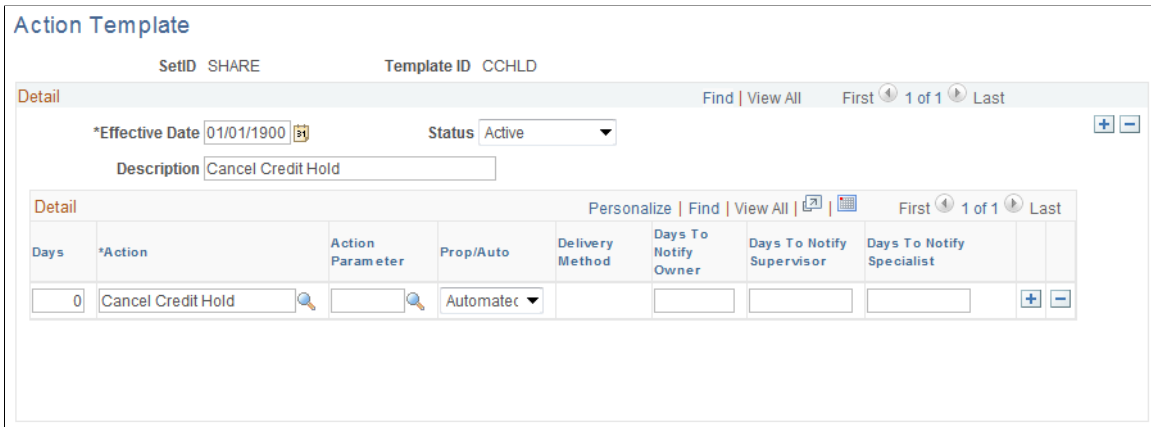 Action Template
SetID SHARE Template ID CCHLD
Detail Find | View All First 1 of 1 Last
*Effective Date 01/01/1900 31 Status Active
Description Cancel Credit Hold
Detail Personalize | Find | View All | | First 1 of 1 Last
Days *Action Action Parameter Prop/Auto Delivery Method Days To Notify Owner Days To Notify Supervisor Days To Notify Specialist
0 Cancel Credit Hold Automatec